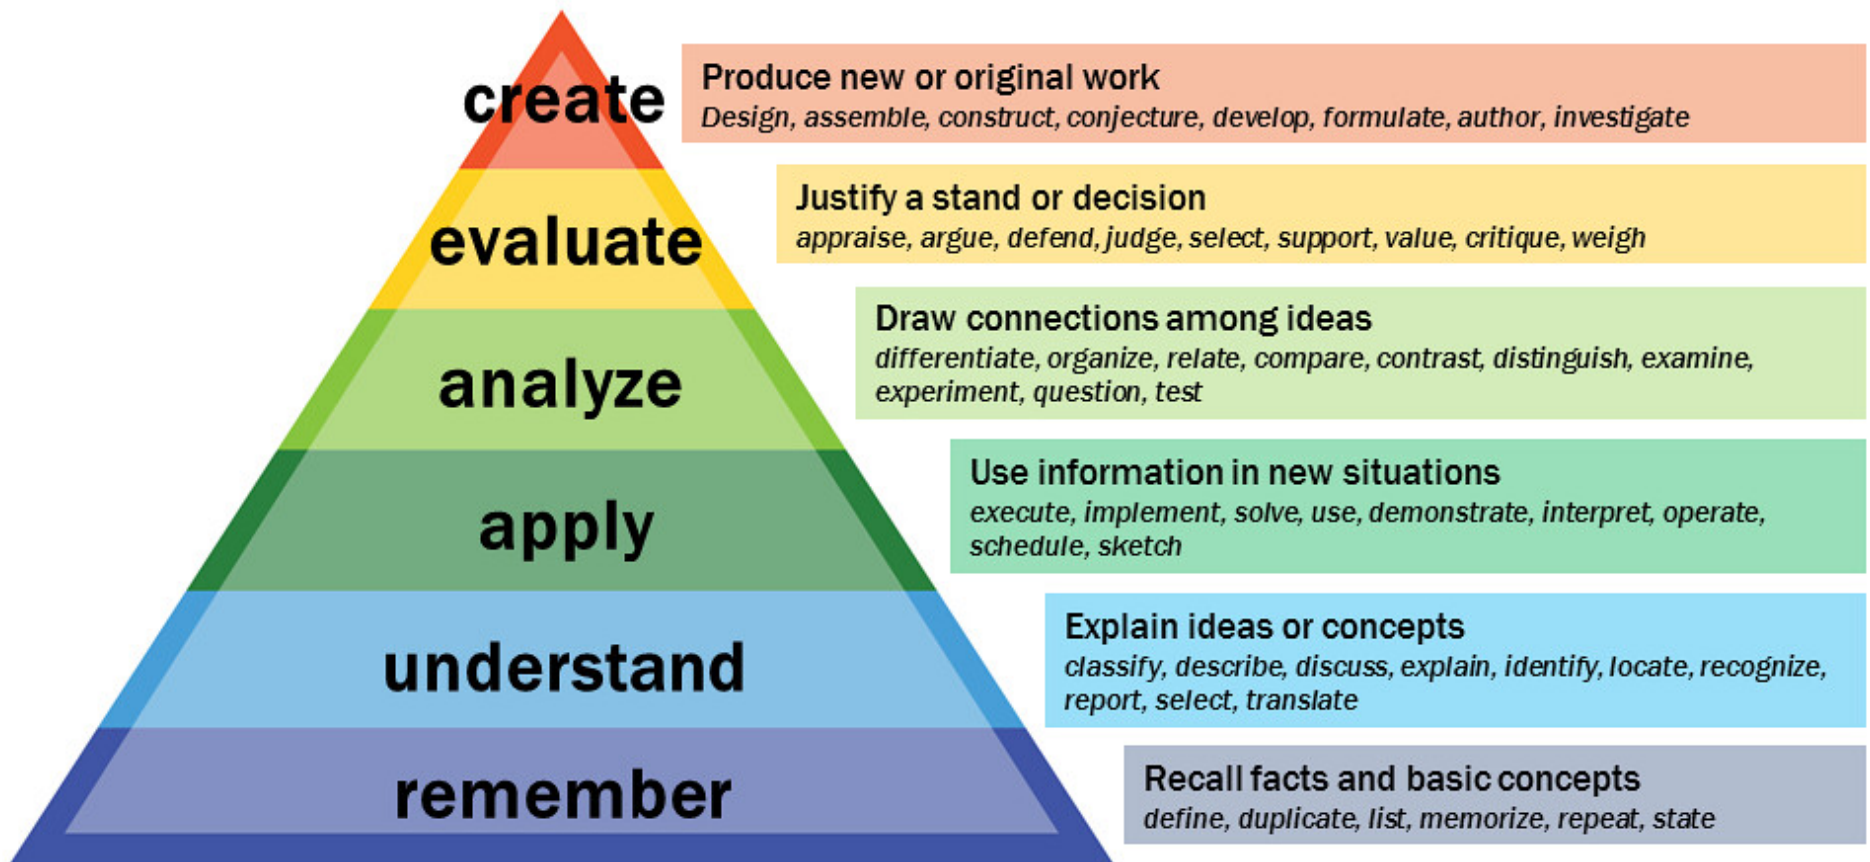 create
Produce new or original work
Design, assemble, construct, conjecture, develop, formulate, author, investigate
evaluate
Justify a stand or decision
appraise, argue, defend, judge, select, support, value, critique, weigh
analyze
Draw connections among ideas
differentiate, organize, relate, compare, contrast, distinguish, examine,
experiment, question, test
apply
Use information in new situations
execute, implement, solve, use, demonstrate, interpret, operate,
schedule, sketch
understand
Explain ideas or concepts
classify, describe, discuss, explain, identify, locate, recognize,
report, select, translate
remember
Recall facts and basic concepts
define, duplicate, list, memorize, repeat, state